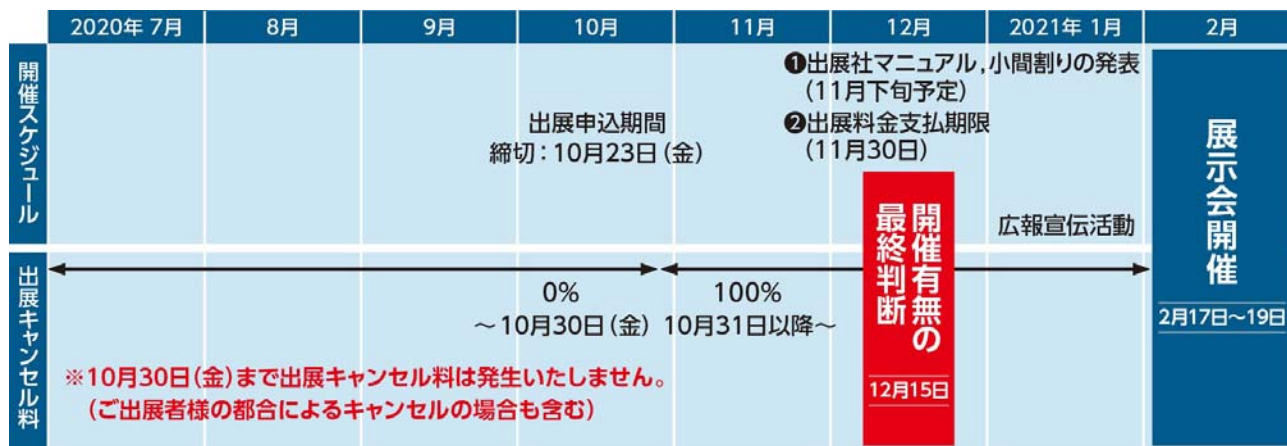 2020年 7月
8月
9月
10月
11月
12月
2021年 1月
2月
開催スケジュール
❶出展社マニュアル,小間割りの発表
(11月下旬予定)
❷出展料金支払期限
(11月30日)
出展申込期間
締切:10月23日(金)
広報宣伝活動
開催有無の
最終判断
12月15日
展示会開催
2月17日～19日
出展キャンセル料
0%
～10月30日(金)
100%
10月31日以降～
※10月30日(金)まで出展キャンセル料は発生いたしません。
(ご出展者様の都合によるキャンセルの場合も含む)